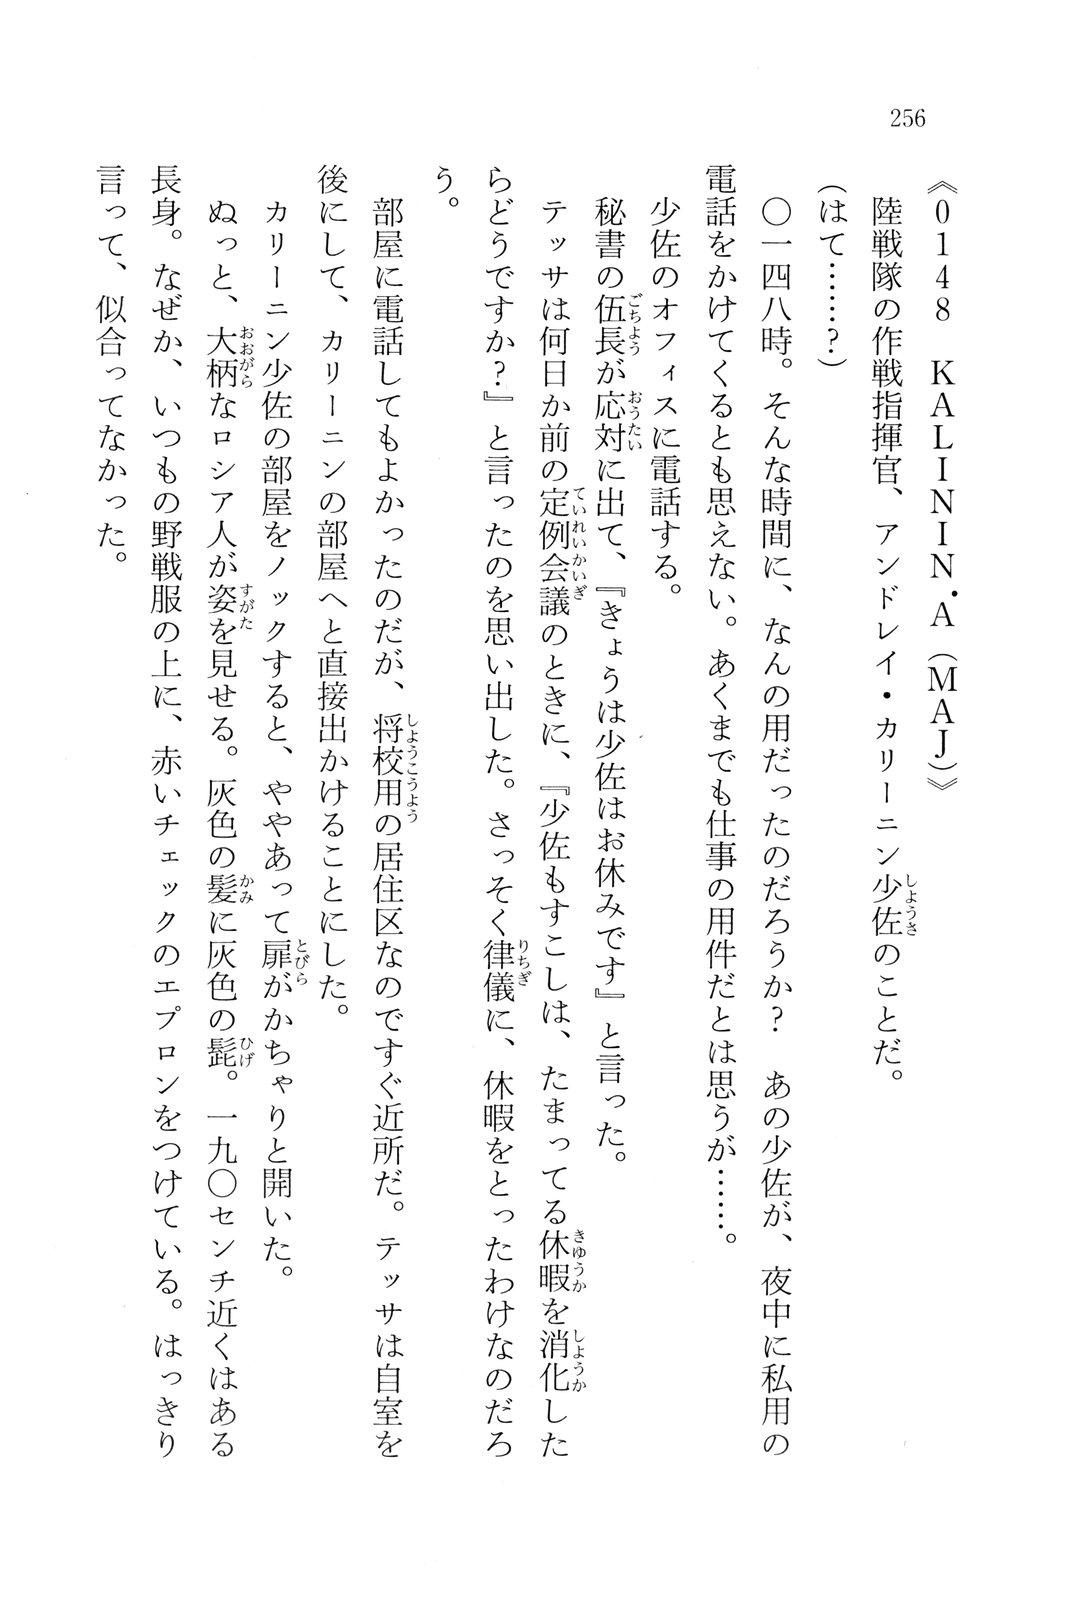 256
《0148　KALININ.A（MAJ）》
　陸戦隊の作戦指揮官、アンドレイ・カリーニン少佐のことだ。
（はて……？）
　〇一四八時。そんな時間に、なんの用だったのだろうか？　あの少佐が、夜中に私用の
電話をかけてくるとも思えない。あくまでも仕事の用件だとは思うが……。
　少佐のオフィスに電話する。
　秘書の伍長が応対に出て、『きょうは少佐はお休みです』と言った。
　テッサは何日か前の定例会議のときに、『少佐もすこしは、たまってる休暇を消化した
らどうですか？』と言ったのを思い出した。さっそく律儀に、休暇をとったわけなのだろ
う。
　部屋に電話してもよかったのだが、将校用の居住区なのですぐ近所だ。テッサは自室を
後にして、カリーニンの部屋へと直接出かけることにした。
　カリーニン少佐の部屋をノックすると、ややあって扉がかちゃりと開いた。
　ぬっと、大柄なロシア人が姿を見せる。灰色の髪に灰色の髭。一九〇センチ近くはある
長身。なぜか、いつもの野戦服の上に、赤いチェックのエプロンをつけている。はっきり
言って、似合ってなかった。